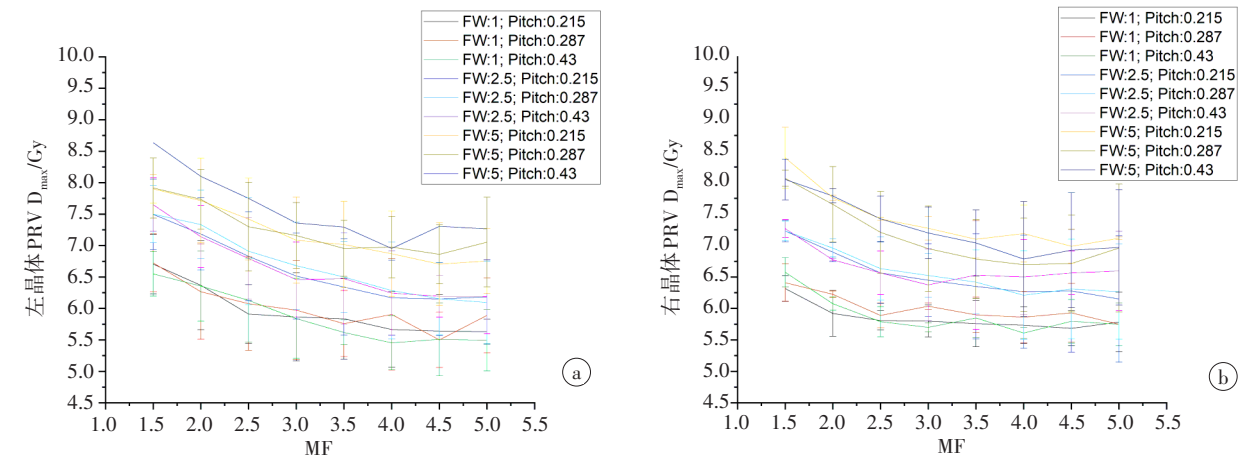 FW:1; Pitch:0.215
FW:1; Pitch:0.287
FW:1; Pitch:0.43
FW:2.5; Pitch:0.215
FW:2.5; Pitch:0.287
FW:2.5; Pitch:0.43
FW:5; Pitch:0.215
FW:5; Pitch:0.287
FW:5; Pitch:0.43
左晶体PRV Dmax/Gy
10.0
9.5
9.0
8.5
8.0
7.5
7.0
6.5
6.0
5.5
5.0
4.5
1.0 1.5 2.0 2.5 3.0 3.5 4.0 4.5 5.0 5.5
MF
a
FW:1; Pitch:0.215
FW:1; Pitch:0.287
FW:1; Pitch:0.43
FW:2.5; Pitch:0.215
FW:2.5; Pitch:0.287
FW:2.5; Pitch:0.43
FW:5; Pitch:0.215
FW:5; Pitch:0.287
FW:5; Pitch:0.43
右晶体PRV Dmax/Gy
10.0
9.5
9.0
8.5
8.0
7.5
7.0
6.5
6.0
5.5
5.0
4.5
1.0 1.5 2.0 2.5 3.0 3.5 4.0 4.5 5.0 5.5
MF
b